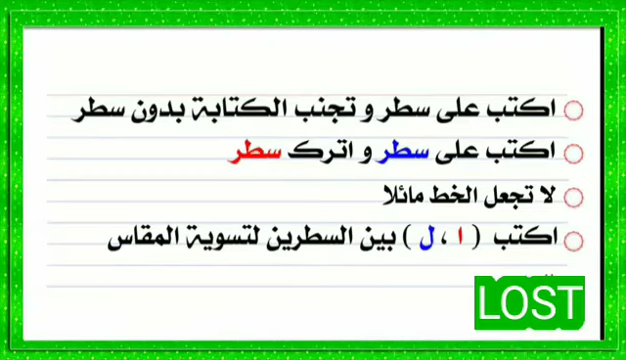 اكتب على سطر و تجنب الكتابة بدون سطر
اكتب على سطر و اترك سطر
لا تجعل الخط مائلا
اكتب ( ا ، ل ) بين السطرين لتسوية المقاس
LOST